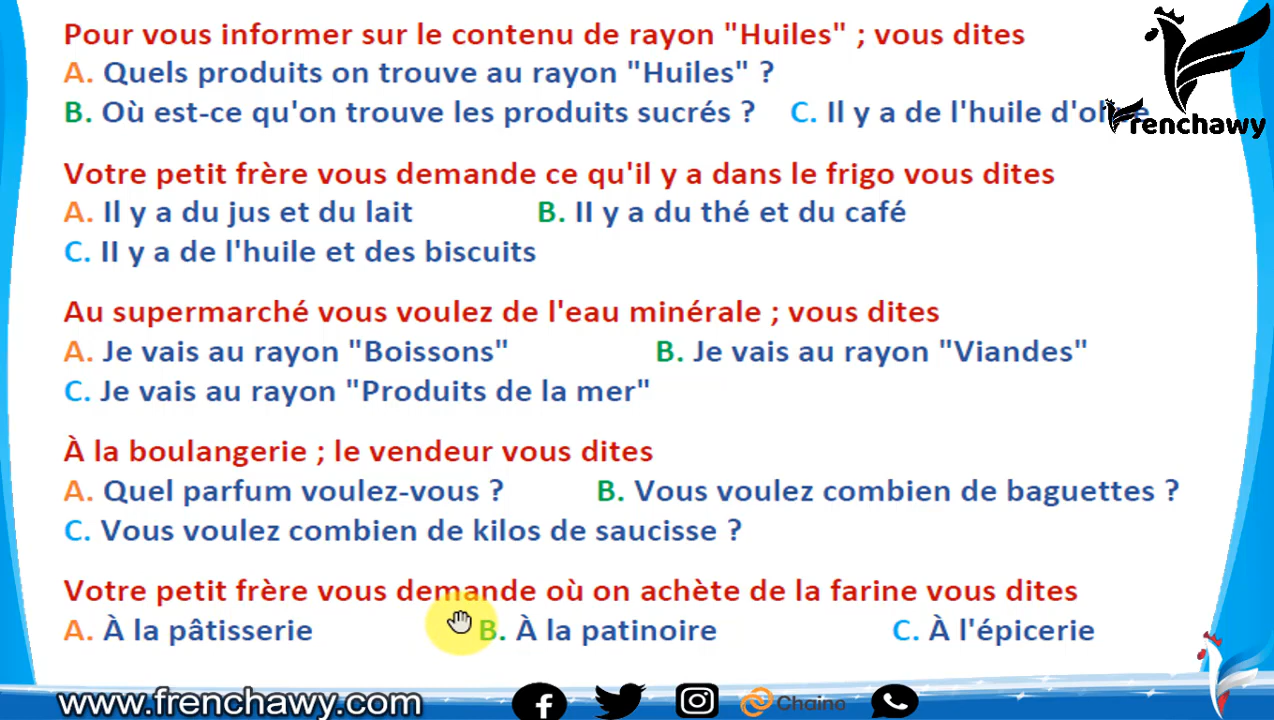 Pour vous informer sur le contenu de rayon "Huiles" ; vous dites
A. Quels produits on trouve au rayon "Huiles" ?
B. Où est-ce qu'on trouve les produits sucrés ? C. Il y a de l'huile d'olive
Frenchawy
Frenchawy
Votre petit frère vous demande ce qu'il y a dans le frigo vous dites
A. Il y a du jus et du lait B. II y a du thé et du café
C. II y a de l'huile et des biscuits
Au supermarché vous voulez de l'eau minérale ; vous dites
A. Je vais au rayon "Boissons" B. Je vais au rayon "Viandes"
C. Je vais au rayon "Produits de la mer"
À la boulangerie ; le vendeur vous dites
A. Quel parfum voulez-vous ? B. Vous voulez combien de baguettes ?
C. Vous voulez combien de kilos de saucisse ?
Votre petit frère vous demande où on achète de la farine vous dites
A. À la pâtisserie B. À la patinoire C. À l'épicerie
www.frenchawy.com